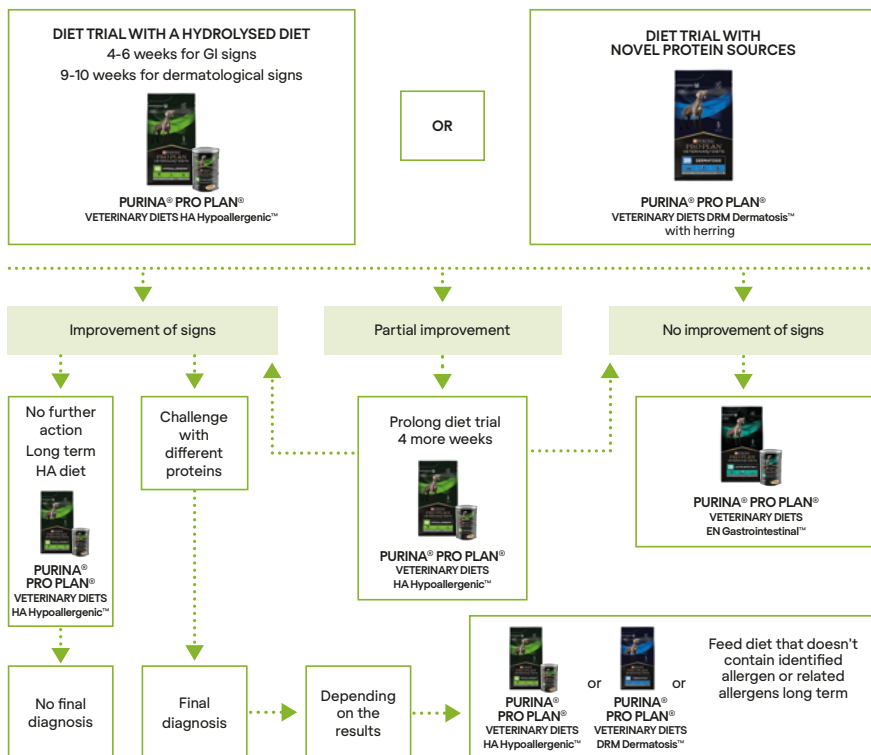 DIET TRIAL WITH A HYDROLYSED DIET
4-6 weeks for GI signs
9-10 weeks for dermatological signs
PURINA® PRO PLAN®
VETERINARY DIETS HA Hypoallergenic™
OR
DIET TRIAL WITH
NOVEL PROTEIN SOURCES
PURINA® PRO PLAN®
VETERINARY DIETS DRM Dermatosis™
with herring
Improvement of signs
Partial improvement
No improvement of signs
No further
action
Long term
HA diet
PURINA®
PRO PLAN®
VETERINARY DIETS
HA Hypoallergenic™
Challenge
with
different
proteins
Prolong diet trial
4 more weeks
PURINA® PRO PLAN®
VETERINARY DIETS
HA Hypoallergenic™
PURINA® PRO PLAN®
VETERINARY DIETS
EN Gastrointestinal™
No final
diagnosis
Final
diagnosis
Depending
on the
results
PURINA®
PRO PLAN®
VETERINARY DIETS
HA Hypoallergenic™
or
PURINA®
PRO PLAN®
VETERINARY DIETS
DRM Dermatosis™
or
Feed diet that doesn't
contain identified
allergen or related
allergens long term